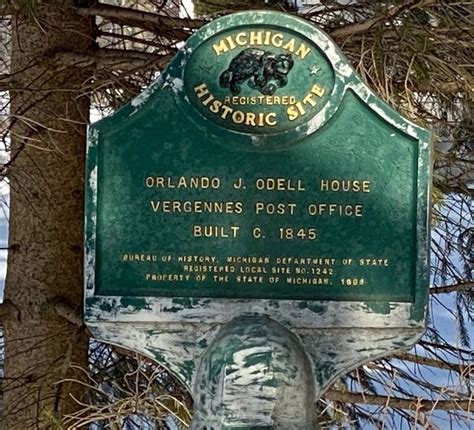 MICHIGAN
REGISTERED
HISTORIC SITE
ORLANDO J. ODELL HOUSE
VERGENNES POST OFFICE
BUILT C. 1845
BUREAU OF HISTORY, MICHIGAN DEPARTMENT OF STATE
REGISTERED LOCAL SITE NO. 1242
PROPERTY OF THE STATE OF MICHIGAN,